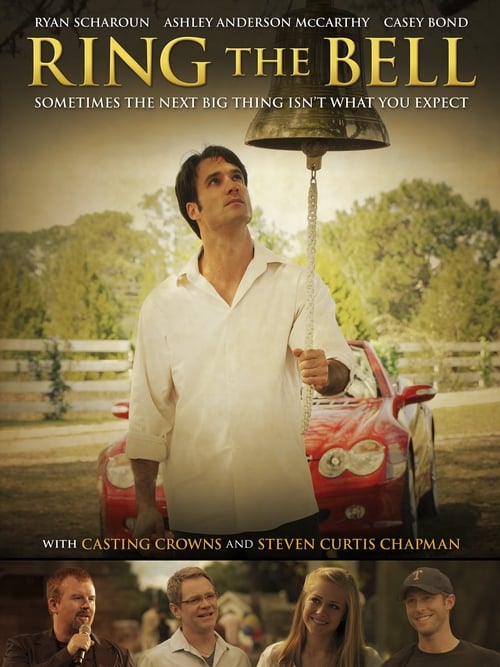 RYAN SCHAROUN ASHLEY ANDERSON McCARTHY CASEY BOND
RING THE BELL
SOMETIMES THE NEXT BIG THING ISN'T WHAT YOU EXPECT
WITH CASTING CROWNS AND STEVEN CURTIS CHAPMAN
T